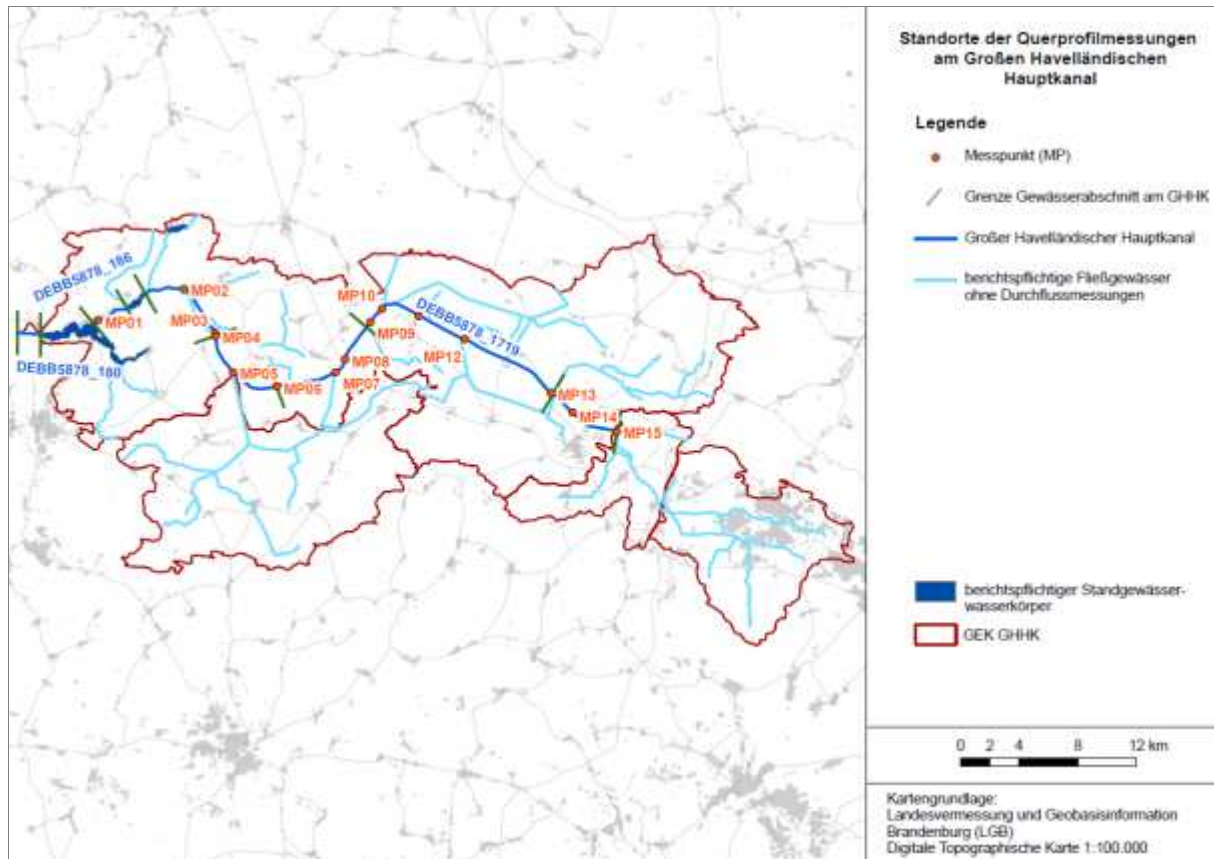 Standorte der Querprofilmessungen
am Großen Havelländischen
Hauptkanal
Legende
Messpunkt (MP)
Grenze Gewässerabschnitt am GHHK
Großer Havelländischer Hauptkanal
berichtspflichtige Fließgewässer
ohne Durchflussmessungen
berichtspflichtiger Standgewässer-
wasserkörper
GEK GHHK
0 2 4 8 12 km
Kartengrundlage:
Landesvermessung und Geobasisinformation
Brandenburg (LGB)
Digitale Topographische Karte 1:100.000
DEBB5878_186
DEBB5878_180
DEBB5878_1719
MP01
MP02
MP03
MP04
MP05
MP06
MP07
MP08
MP09
MP10
MP12
MP13
MP14
MP15